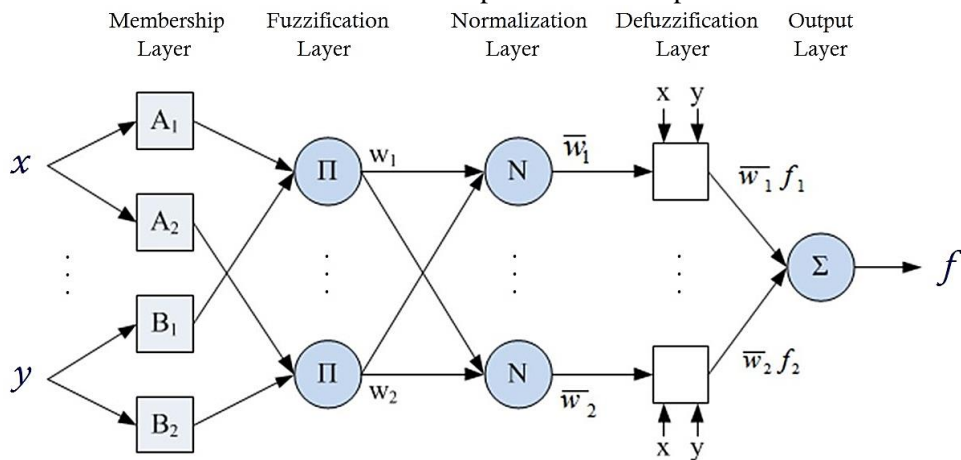 Membership Layer
Fuzzification Layer
Normalization Layer
Defuzzification Layer
Output Layer
x y
A₁
x
Π
w₁
N
w̅₁
w̅₁ f₁
A₂
Σ
f
B₁
y
Π
w₂
N
w̅₂
w̅₂ f₂
B₂
x y